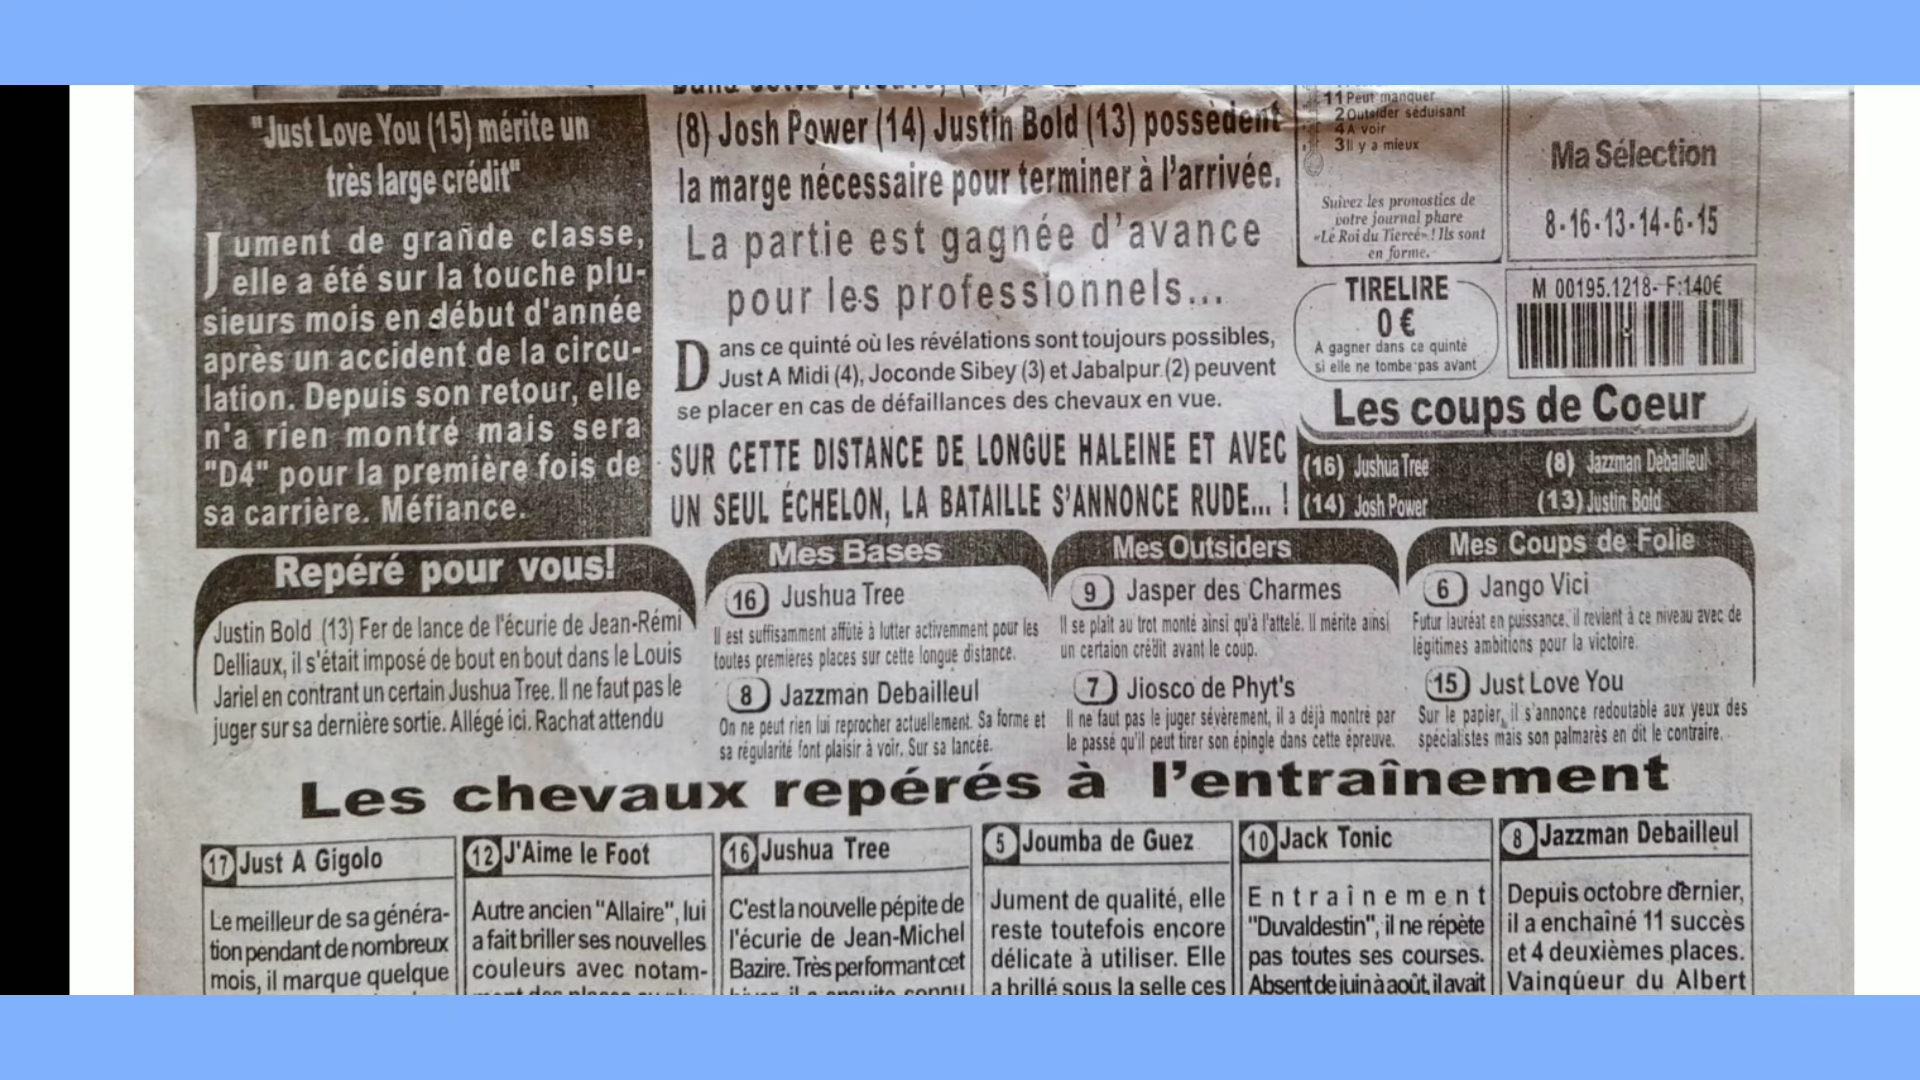 "Just Love You (15) mérite un
très large crédit"
Jument de grande classe,
elle a été sur la touche plu-
sieurs mois en début d'année
après un accident de la circu-
lation. Depuis son retour, elle
n'a rien montré mais sera
"D4" pour la première fois de
sa carrière. Méfiance.
(8) Josh Power (14) Justin Bold (13) possèdent
la marge nécessaire pour terminer à l'arrivée.
La partie est gagnée d'avance
pour les professionnels...
Dans ce quinté où les révélations sont toujours possibles,
Just A Midi (4), Joconde Sibey (3) et Jabalpur (2) peuvent
se placer en cas de défaillances des chevaux en vue.
SUR CETTE DISTANCE DE LONGUE HALEINE ET AVEC
UN SEUL ÉCHELON, LA BATAILLE S'ANNONCE RUDE... !
11 Peut manquer
2 Outsider séduisant
4 A voir
3 Il y a mieux
Suivez les pronostics de
votre journal phare
«Le Roi du Tiercé» ! Ils sont
en forme.
Ma Sélection
8-16-13-14-6-15
TIRELIRE
0 €
A gagner dans ce quinté
si elle ne tombe pas avant
M 00195.1218- F:140€
Les coups de Coeur
(16) Jushua Tree
(8) Jazzman Debailleul
(14) Josh Power
(13) Justin Bold
Repéré pour vous!
Justin Bold (13) Fer de lance de l'écurie de Jean-Rémi
Delliaux, il s'était imposé de bout en bout dans le Louis
Jariel en contrant un certain Jushua Tree. Il ne faut pas le
juger sur sa dernière sortie. Allégé ici. Rachat attendu
Mes Bases
16 Jushua Tree
Il est suffisamment affûté à lutter activemment pour les
toutes premières places sur cette longue distance.
8 Jazzman Debailleul
On ne peut rien lui reprocher actuellement. Sa forme et
sa régularité font plaisir à voir. Sur sa lancée.
Mes Outsiders
9 Jasper des Charmes
Il se plaît au trot monté ainsi qu'à l'attelé. Il mérite ainsi
un certaion crédit avant le coup.
7 Jiosco de Phyt's
Il ne faut pas le juger sévèrement, il a déjà montré par
le passé qu'il peut tirer son épingle dans cette épreuve.
Mes Coups de Folie
6 Jango Vici
Futur lauréat en puissance, il revient à ce niveau avec de
légitimes ambitions pour la victoire.
15 Just Love You
Sur le papier, il s'annonce redoutable aux yeux des
spécialistes mais son palmarès en dit le contraire.
Les chevaux repérés à l'entraînement
17 Just A Gigolo
Le meilleur de sa généra-
tion pendant de nombreux
mois, il marque quelque
12 J'Aime le Foot
Autre ancien "Allaire", lui
a fait briller ses nouvelles
couleurs avec notam-
16 Jushua Tree
C'est la nouvelle pépite de
l'écurie de Jean-Michel
Bazire. Très performant cet
5 Joumba de Guez
Jument de qualité, elle
reste toutefois encore
délicate à utiliser. Elle
a brillé sous la selle ces
10 Jack Tonic
Entraînement
"Duvaldestin", il ne répète
pas toutes ses courses.
Absent de juin à août, il avait
8 Jazzman Debailleul
Depuis octobre dernier,
il a enchaîné 11 succès
et 4 deuxièmes places.
Vainqueur du Albert